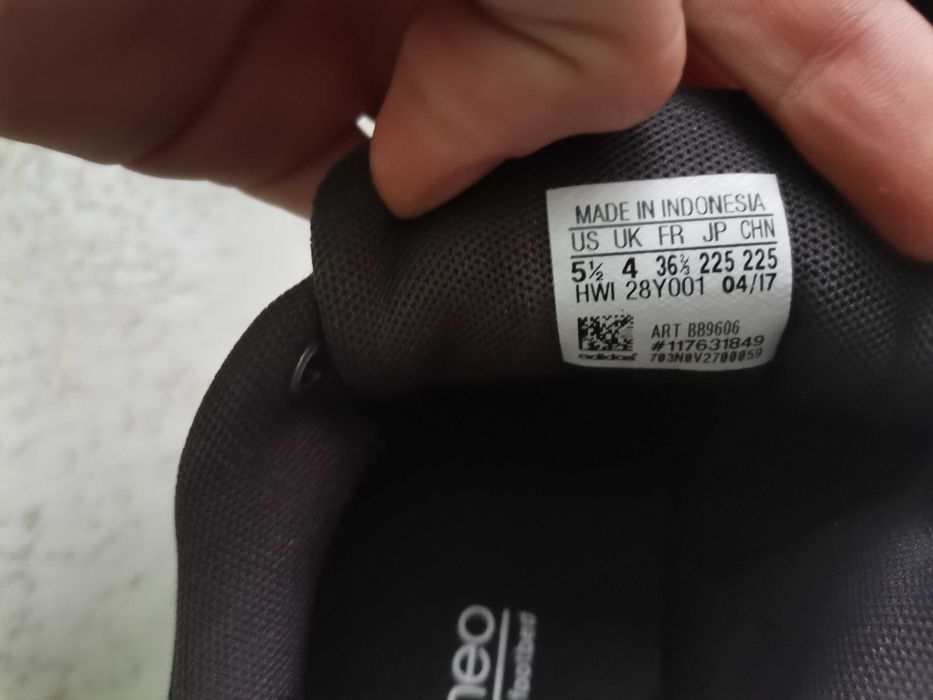 MADE IN INDONESIA
US UK FR JP CHN
5½ 4 36⅔ 225 225
HWI 28Y001 04/17
ART BB9606
#117631849
adidas 703N0V2700059
neo
footbed